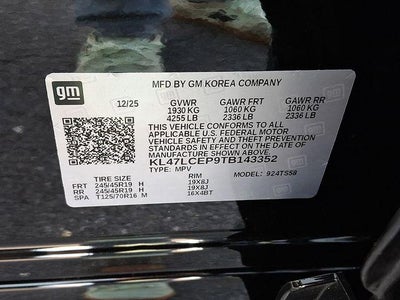 gm
MFD BY GM KOREA COMPANY
12/25 GVWR GAWR FRT GAWR RR
1930 KG 1060 KG 1060 KG
4255 LB 2336 LB 2336 LB
THIS VEHICLE CONFORMS TO ALL
APPLICABLE U.S. FEDERAL MOTOR
VEHICLE SAFETY AND THEFT PREVENTION
STANDARDS IN EFFECT ON THE DATE OF
MANUFACTURE SHOWN ABOVE.
KL47LCEP9TB143352
TYPE: MPV MODEL: 924TS58
TIRE SIZE RIM
FRT 245/45R19 H 19X8J
RR 245/45R19 H 19X8J
SPA T125/70R16 M 16X4BT